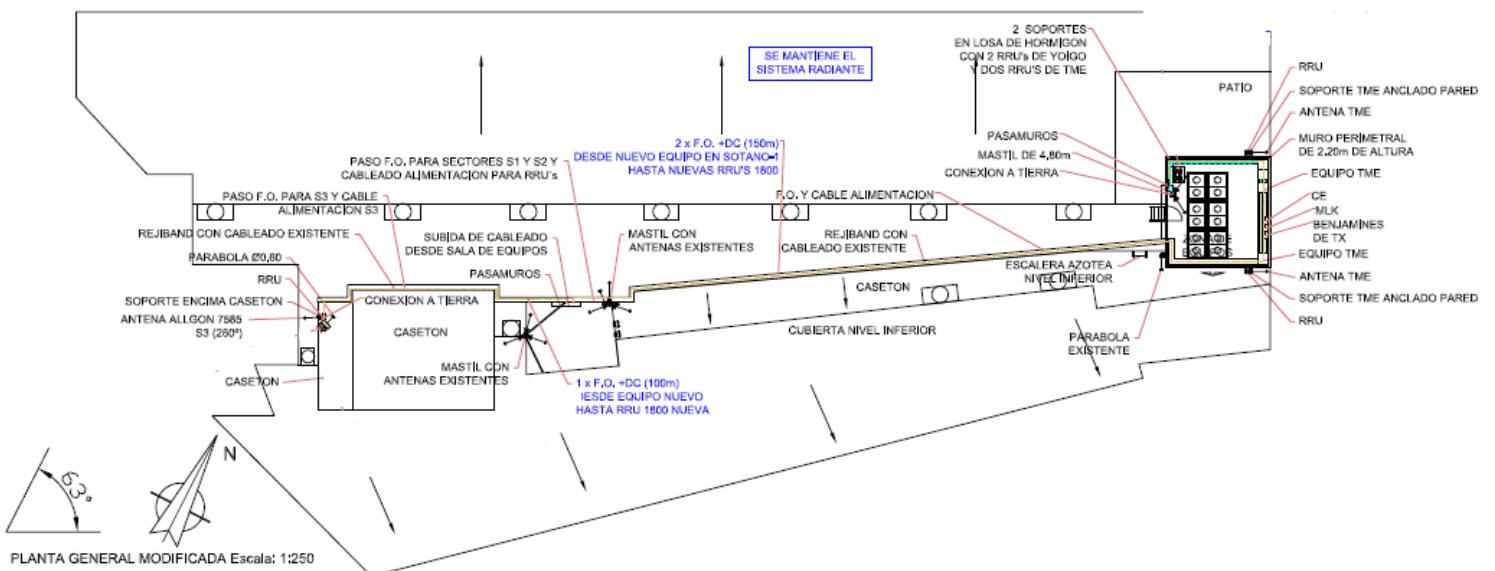 2 SOPORTES
EN LOSA DE HORMIGON
CON 2 RRU's DE YOIGO
Y DOS RRU'S DE TME
SE MANTIENE EL
SISTEMA RADIANTE
RRU
SOPORTE TME ANCLADO PARED
ANTENA TME
MURO PERIMETRAL
DE 2,20m DE ALTURA
EQUIPO TME
CE
MLK
BENJAMINES
DE TX
EQUIPO TME
ANTENA TME
SOPORTE TME ANCLADO PARED
RRU
PATIO
PASAMUROS
MASTIL DE 4,80m
CONEXION A TIERRA
2 x F.O. +DC (150m)
DESDE NUEVO EQUIPO EN SOTANO-1
HASTA NUEVAS RRU'S 1800
PASO F.O. PARA SECTORES S1 Y S2 Y
CABLEADO ALIMENTACION PARA RRU's
F.O. Y CABLE ALIMENTACION
PASO F.O. PARA S3 Y CABLE
ALIMENTACION S3
REJIBAND CON CABLEADO EXISTENTE
SUBIDA DE CABLEADO
DESDE SALA DE EQUIPOS
MASTIL CON
ANTENAS EXISTENTES
REJIBAND CON
CABLEADO EXISTENTE
PARABOLA Ø0,60
PASAMUROS
ESCALERA AZOTEA
NIVEL INFERIOR
RRU
SOPORTE ENCIMA CASETON
CONEXION A TIERRA
CASETON
ANTENA ALLGON 7585
S3 (260º)
CASETON
CUBIERTA NIVEL INFERIOR
PARABOLA
EXISTENTE
MASTIL CON
ANTENAS EXISTENTES
CASETON
1 x F.O. +DC (100m)
DESDE EQUIPO NUEVO
HASTA RRU 1800 NUEVA
N
63°
PLANTA GENERAL MODIFICADA Escala: 1:250